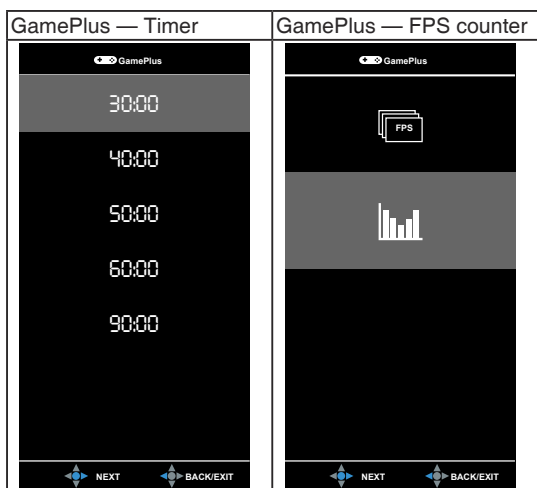 GamePlus — Timer
GamePlus — FPS counter
GamePlus
30:00
40:00
50:00
60:00
90:00
NEXT BACK/EXIT
GamePlus
FPS
NEXT BACK/EXIT